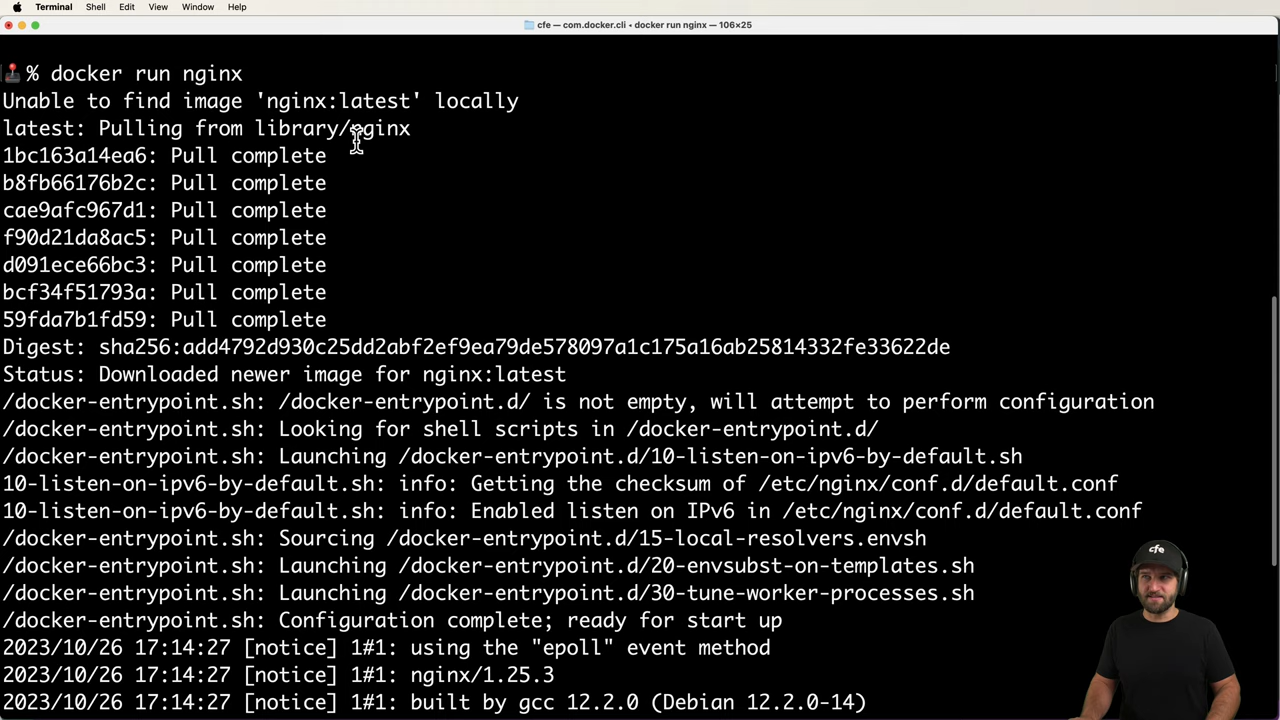 Terminal Shell Edit View Window Help
cfe — com.docker.cli • docker run nginx — 106×25
% docker run nginx
Unable to find image 'nginx:latest' locally
latest: Pulling from library/nginx
1bc163a14ea6: Pull complete
b8fb66176b2c: Pull complete
cae9afc967d1: Pull complete
f90d21da8ac5: Pull complete
d091ece66bc3: Pull complete
bcf34f51793a: Pull complete
59fda7b1fd59: Pull complete
Digest: sha256:add4792d930c25dd2abf2ef9ea79de578097a1c175a16ab25814332fe33622de
Status: Downloaded newer image for nginx:latest
/docker-entrypoint.sh: /docker-entrypoint.d/ is not empty, will attempt to perform configuration
/docker-entrypoint.sh: Looking for shell scripts in /docker-entrypoint.d/
/docker-entrypoint.sh: Launching /docker-entrypoint.d/10-listen-on-ipv6-by-default.sh
10-listen-on-ipv6-by-default.sh: info: Getting the checksum of /etc/nginx/conf.d/default.conf
10-listen-on-ipv6-by-default.sh: info: Enabled listen on IPv6 in /etc/nginx/conf.d/default.conf
/docker-entrypoint.sh: Sourcing /docker-entrypoint.d/15-local-resolvers.envsh
/docker-entrypoint.sh: Launching /docker-entrypoint.d/20-envsubst-on-templates.sh
/docker-entrypoint.sh: Launching /docker-entrypoint.d/30-tune-worker-processes.sh
/docker-entrypoint.sh: Configuration complete; ready for start up
2023/10/26 17:14:27 [notice] 1#1: using the "epoll" event method
2023/10/26 17:14:27 [notice] 1#1: nginx/1.25.3
2023/10/26 17:14:27 [notice] 1#1: built by gcc 12.2.0 (Debian 12.2.0-14)
cfe